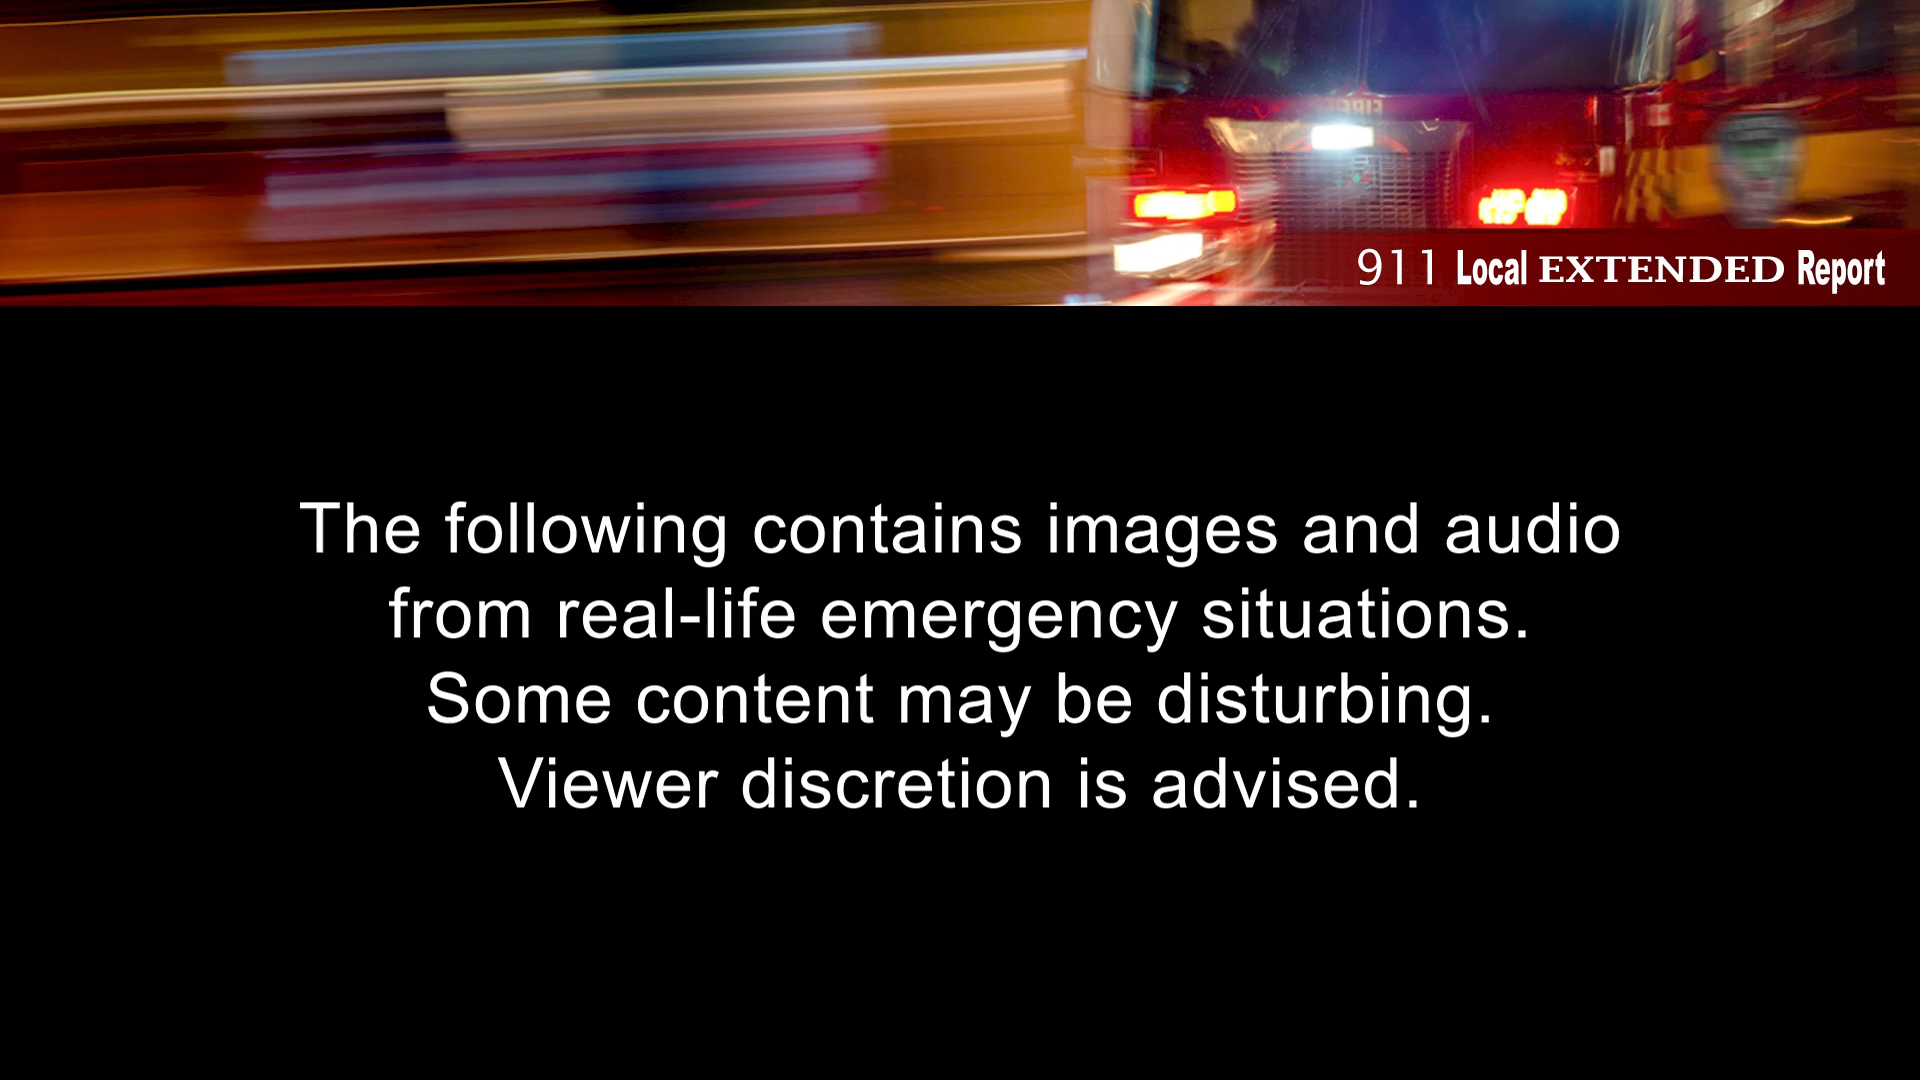 911 Local EXTENDED Report
The following contains images and audio
from real-life emergency situations.
Some content may be disturbing.
Viewer discretion is advised.